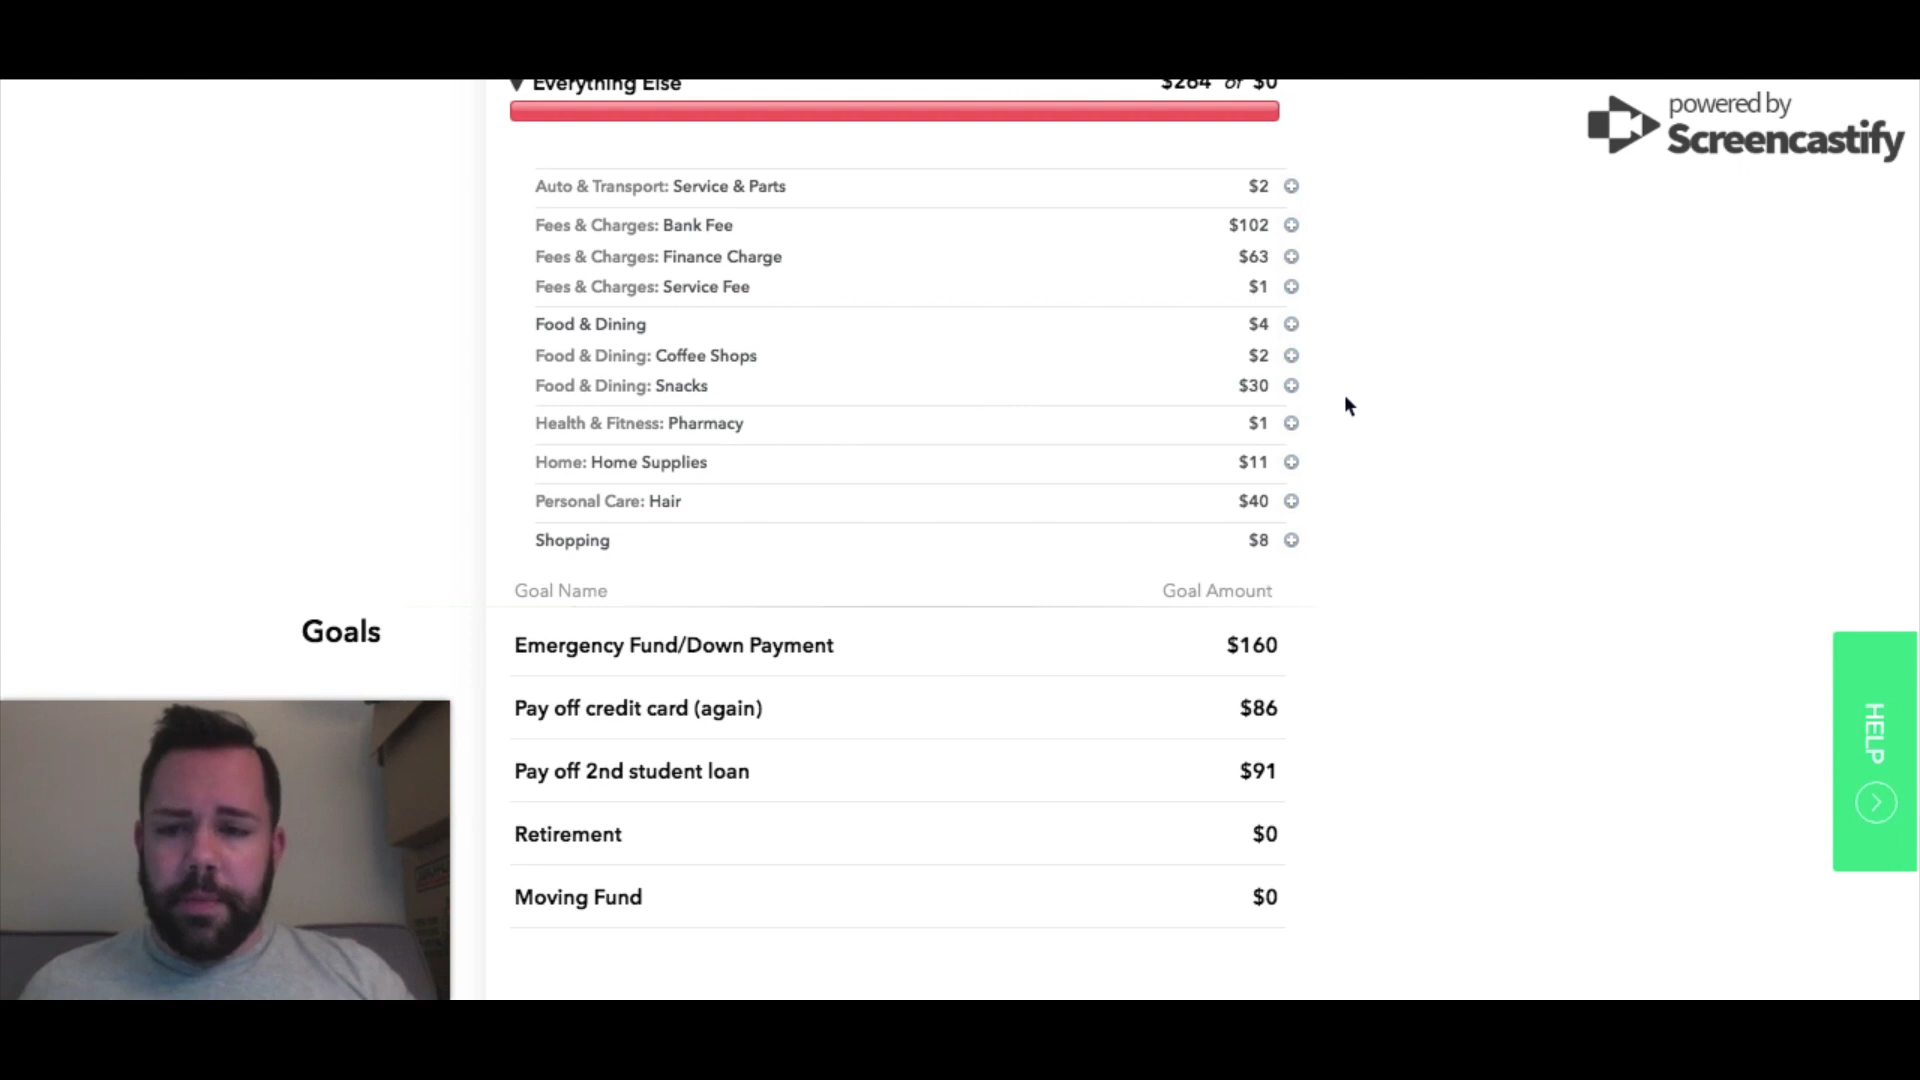 Everything Else $264 of $0
powered by
Screencastify
Auto & Transport: Service & Parts $2
Fees & Charges: Bank Fee $102
Fees & Charges: Finance Charge $63
Fees & Charges: Service Fee $1
Food & Dining $4
Food & Dining: Coffee Shops $2
Food & Dining: Snacks $30
Health & Fitness: Pharmacy $1
Home: Home Supplies $11
Personal Care: Hair $40
Shopping $8
Goal Name Goal Amount
Goals
Emergency Fund/Down Payment $160
Pay off credit card (again) $86
Pay off 2nd student loan $91
Retirement $0
Moving Fund $0
HELP